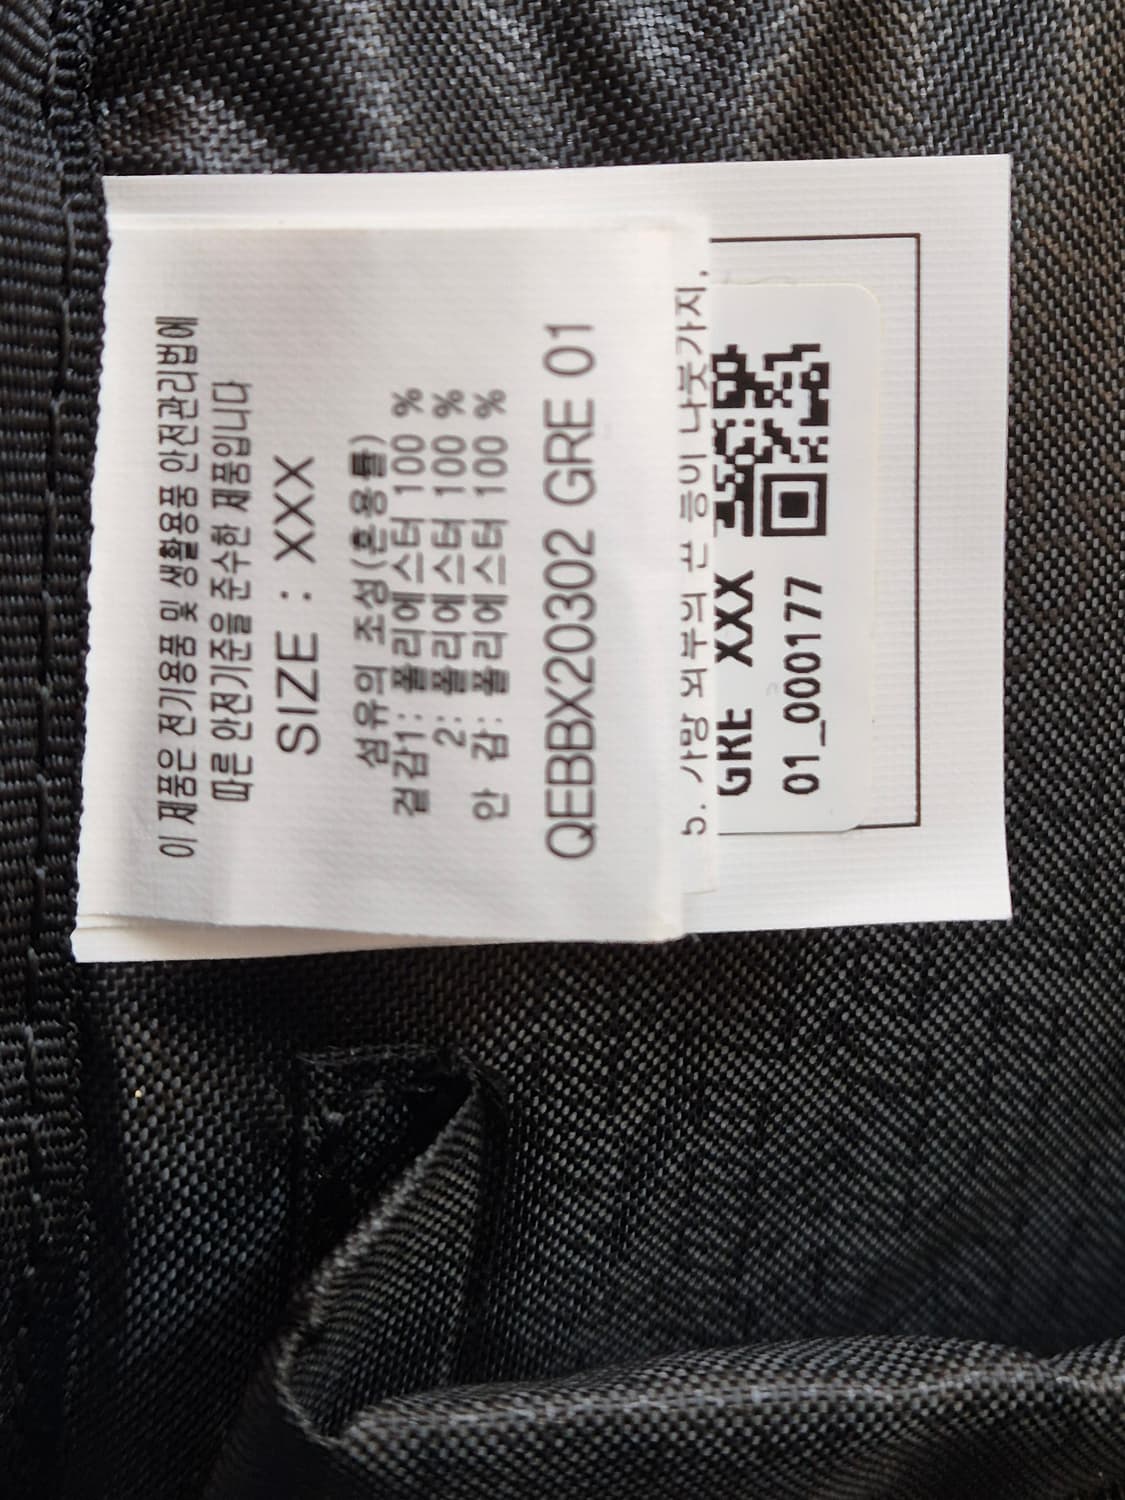 이 제품은 전기용품 및 생활용품 안전관리법에
따른 안전기준을 준수한 제품입니다
SIZE : XXX
섬유의 조성(혼용률)
겉감1: 폴리에스터 100 %
2: 폴리에스터 100 %
안 감: 폴리에스터 100 %
QEBBX20302 GRE 01
5. 가방 외부의 끈 등이 나뭇가지,
GRE XXX
01_000177